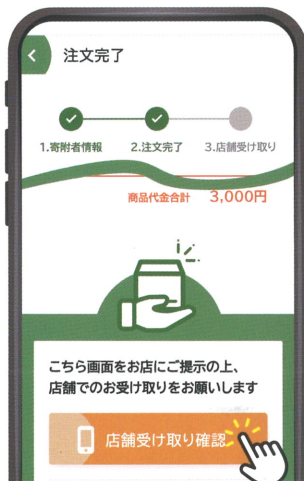 注文完了
1.寄附者情報
2.注文完了
3.店舗受け取り
商品代金合計 3,000円
こちら画面をお店にご提示の上、
店舗でのお受け取りをお願いします
店舗受け取り確認